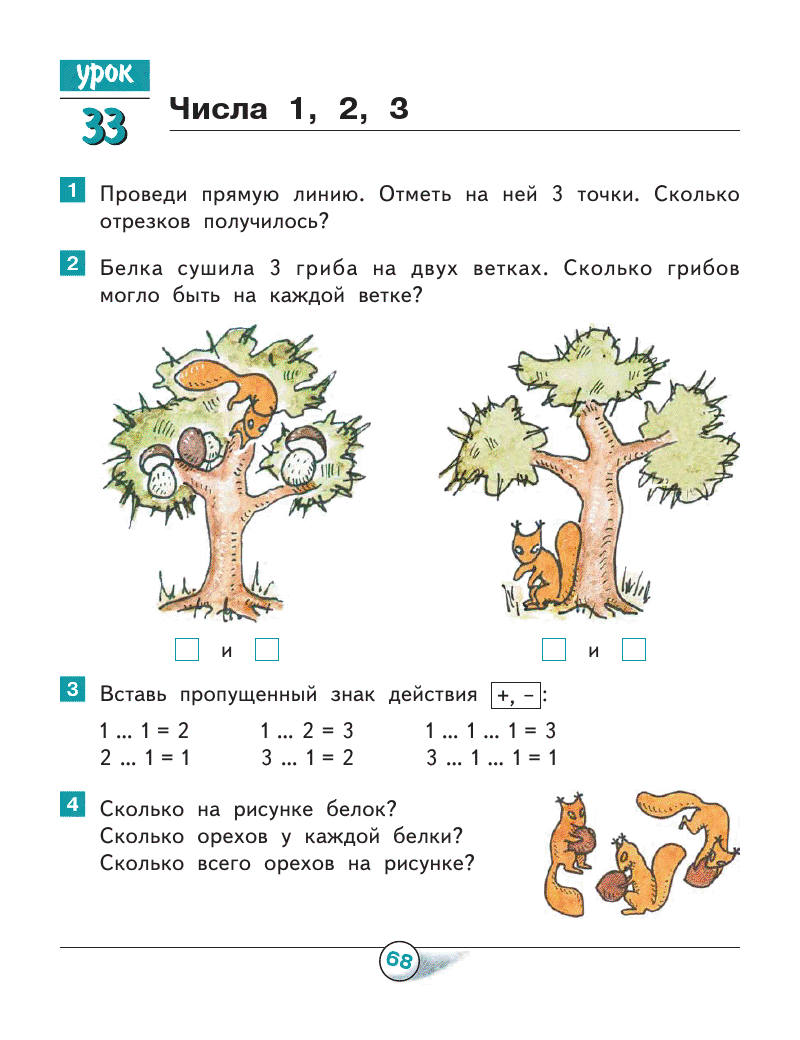 урок
33
Числа 1, 2, 3
1 Проведи прямую линию. Отметь на ней 3 точки. Сколько
отрезков получилось?
2 Белка сушила 3 гриба на двух ветках. Сколько грибов
могло быть на каждой ветке?
и
и
3 Вставь пропущенный знак действия +, – :
1 ... 1 = 2 1 ... 2 = 3 1 ... 1 ... 1 = 3
2 ... 1 = 1 3 ... 1 = 2 3 ... 1 ... 1 = 1
4 Сколько на рисунке белок?
Сколько орехов у каждой белки?
Сколько всего орехов на рисунке?
68